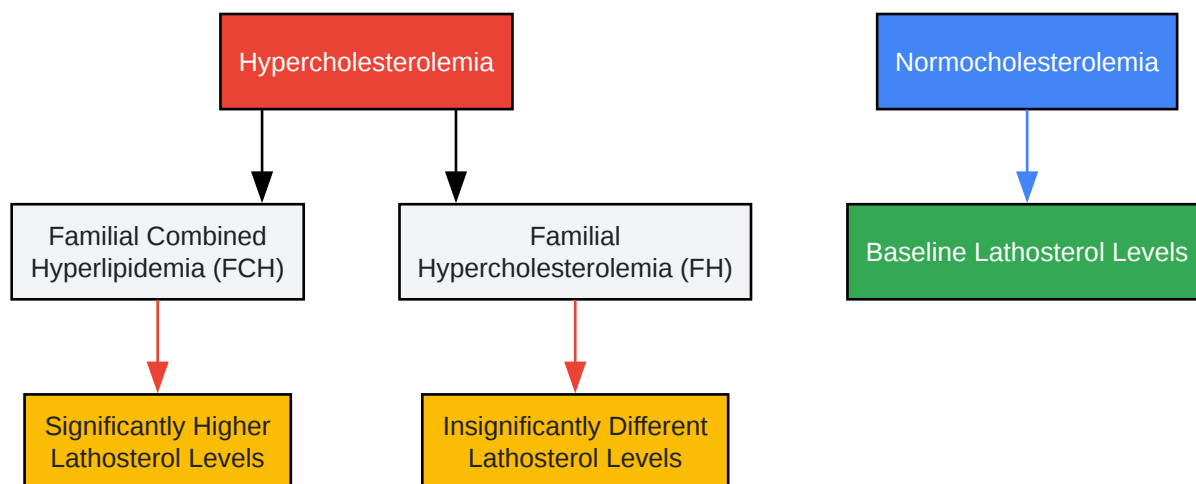 Hypercholesterolemia
Normocholesterolemia
Familial Combined
Hyperlipidemia (FCH)
Familial
Hypercholesterolemia (FH)
Baseline Lathosterol Levels
Significantly Higher
Lathosterol Levels
Insignificantly Different
Lathosterol Levels